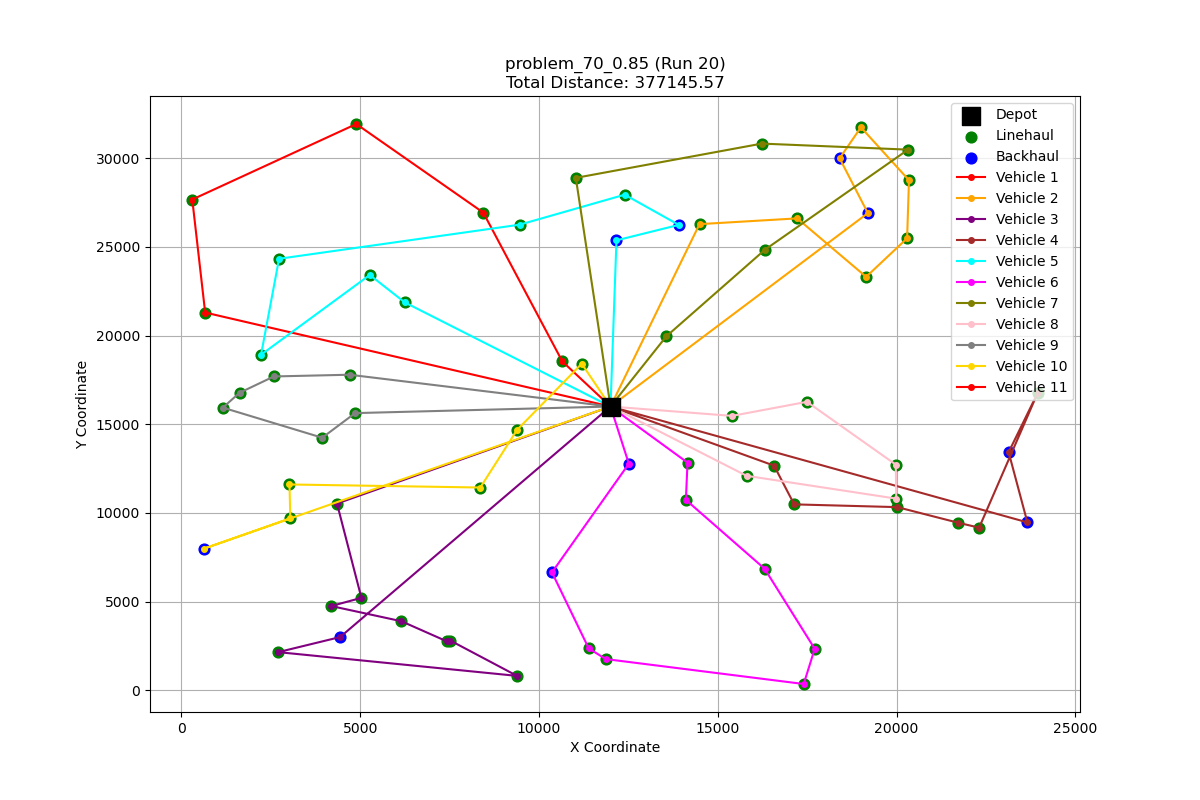 problem_70_0.85 (Run 20)
Total Distance: 377145.57
Depot
Linehaul
Backhaul
Vehicle 1
Vehicle 2
Vehicle 3
Vehicle 4
Vehicle 5
Vehicle 6
Vehicle 7
Vehicle 8
Vehicle 9
Vehicle 10
Vehicle 11
30000
25000
20000
15000
10000
5000
0
Y Coordinate
0
5000
10000
15000
20000
25000
X Coordinate